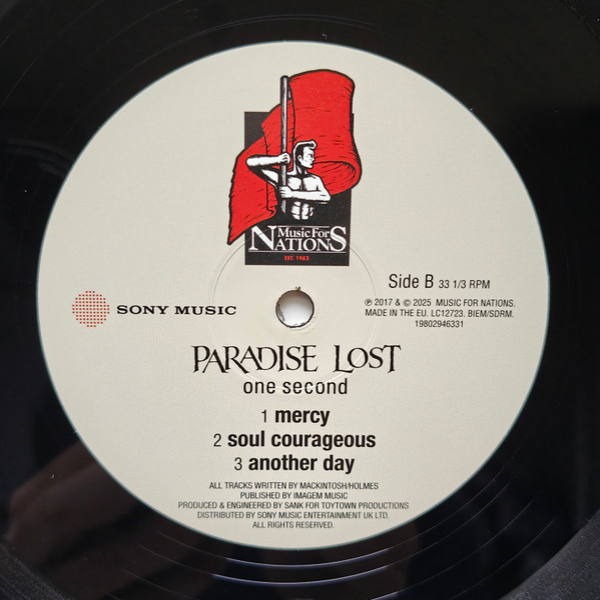 Music For
NATIONS
EST. 1983
Side B 33 1/3 RPM
SONY MUSIC
℗ 2017 & © 2025 MUSIC FOR NATIONS.
MADE IN THE EU. LC12723. BIEM/SDRM.
19802946331
PARADISE LOST
one second
1 mercy
2 soul courageous
3 another day
ALL TRACKS WRITTEN BY MACKINTOSH/HOLMES
PUBLISHED BY IMAGEM MUSIC
PRODUCED & ENGINEERED BY SANK FOR TOYTOWN PRODUCTIONS
DISTRIBUTED BY SONY MUSIC ENTERTAINMENT UK LTD.
ALL RIGHTS RESERVED.